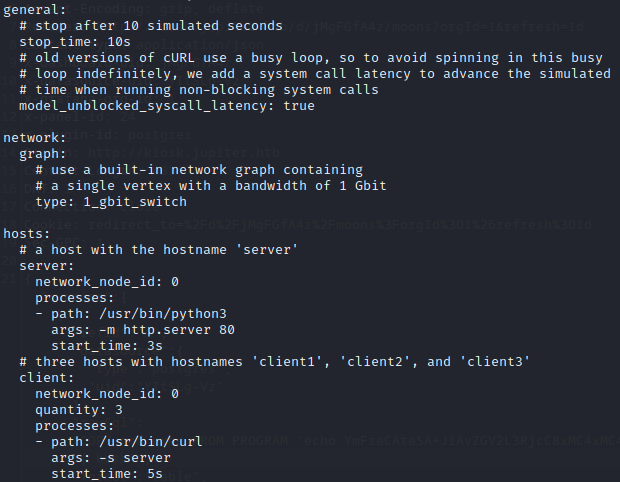 general:
  # stop after 10 simulated seconds
  stop_time: 10s
  # old versions of cURL use a busy loop, so to avoid spinning in this busy
  # loop indefinitely, we add a system call latency to advance the simulated
  # time when running non-blocking system calls
  model_unblocked_syscall_latency: true

network:
  graph:
    # use a built-in network graph containing
    # a single vertex with a bandwidth of 1 Gbit
    type: 1_gbit_switch

hosts:
  # a host with the hostname 'server'
  server:
    network_node_id: 0
    processes:
    - path: /usr/bin/python3
      args: -m http.server 80
      start_time: 3s
  # three hosts with hostnames 'client1', 'client2', and 'client3'
  client:
    network_node_id: 0
    quantity: 3
    processes:
    - path: /usr/bin/curl
      args: -s server
      start_time: 5s